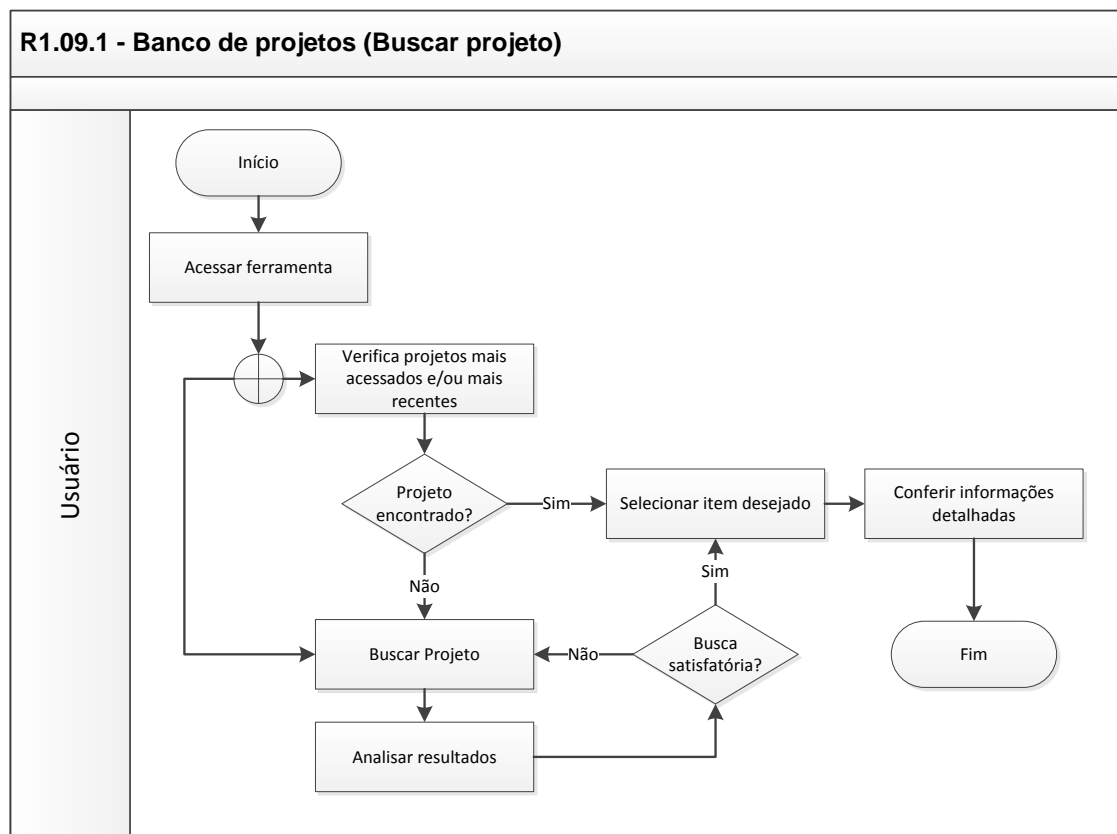 R1.09.1 - Banco de projetos (Buscar projeto)
Usuário
Início
Acessar ferramenta
Verifica projetos mais
acessados e/ou mais
recentes
Projeto
encontrado?
Sim
Selecionar item desejado
Conferir informações
detalhadas
Não
Sim
Buscar Projeto
Não
Busca
satisfatória?
Fim
Analisar resultados